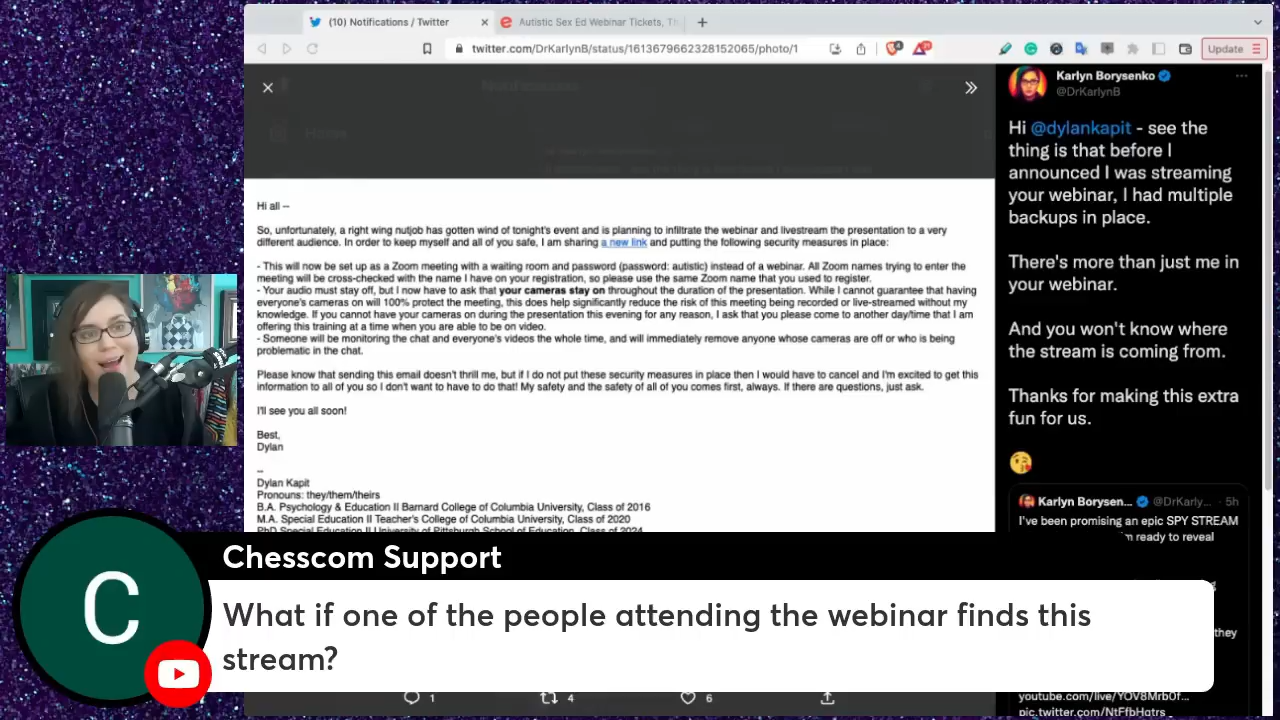 (10) Notifications / Twitter
Autistic Sex Ed Webinar Tickets, Th
twitter.com/DrKarlynB/status/1613679662328152065/photo/1
Update
Home
Karlyn Borysenko
@DrKarlynB
Hi @dylankapit - see the
thing is that before I
announced I was streaming
your webinar, I had multiple
backups in place.
There's more than just me in
your webinar.
And you won't know where
the stream is coming from.
Thanks for making this extra
fun for us.
Karlyn Borysen... @DrKarly... · 5h
I've been promising an epic SPY STREAM
'm ready to reveal
they
youtube.com/live/YOV8Mrb0f...
pic.twitter.com/NtFfbHqtrs
Hi all --
So, unfortunately, a right wing nutjob has gotten wind of tonight's event and is planning to infiltrate the webinar and livestream the presentation to a very
different audience. In order to keep myself and all of you safe, I am sharing a new link and putting the following security measures in place:
- This will now be set up as a Zoom meeting with a waiting room and password (password: autistic) instead of a webinar. All Zoom names trying to enter the
meeting will be cross-checked with the name I have on your registration, so please use the same Zoom name that you used to register.
- Your audio must stay off, but I now have to ask that your cameras stay on throughout the duration of the presentation. While I cannot guarantee that having
everyone's cameras on will 100% protect the meeting, this does help significantly reduce the risk of this meeting being recorded or live-streamed without my
knowledge. If you cannot have your cameras on during the presentation this evening for any reason, I ask that you please come to another day/time that I am
offering this training at a time when you are able to be on video.
- Someone will be monitoring the chat and everyone's videos the whole time, and will immediately remove anyone whose cameras are off or who is being
problematic in the chat.
Please know that sending this email doesn't thrill me, but if I do not put these security measures in place then I would have to cancel and I'm excited to get this
information to all of you so I don't want to have to do that! My safety and the safety of all of you comes first, always. If there are questions, just ask.
I'll see you all soon!
Best,
Dylan
--
Dylan Kapit
Pronouns: they/them/theirs
B.A. Psychology & Education II Barnard College of Columbia University, Class of 2016
M.A. Special Education II Teacher's College of Columbia University, Class of 2020
PhD Special Education II University of Pittsburgh School of Education, Class of 2024
C
Chesscom Support
What if one of the people attending the webinar finds this
stream?
1
4
6